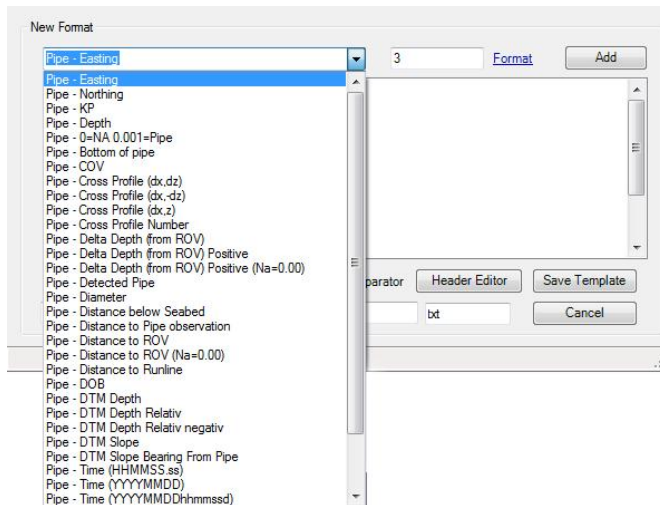 New Format
Pipe - Easting
3
Format
Add
Pipe - Easting
Pipe - Northing
Pipe - KP
Pipe - Depth
Pipe - 0=NA 0.001=Pipe
Pipe - Bottom of pipe
Pipe - COV
Pipe - Cross Profile (dx,dz)
Pipe - Cross Profile (dx,-dz)
Pipe - Cross Profile (dx,z)
Pipe - Cross Profile Number
Pipe - Delta Depth (from ROV)
Pipe - Delta Depth (from ROV) Positive
Pipe - Delta Depth (from ROV) Positive (Na=0.00)
Pipe - Detected Pipe
Pipe - Diameter
Pipe - Distance below Seabed
Pipe - Distance to Pipe observation
Pipe - Distance to ROV
Pipe - Distance to ROV (Na=0.00)
Pipe - Distance to Runline
Pipe - DOB
Pipe - DTM Depth
Pipe - DTM Depth Relativ
Pipe - DTM Depth Relativ negativ
Pipe - DTM Slope
Pipe - DTM Slope Bearing From Pipe
Pipe - Time (HHMMSS.ss)
Pipe - Time (YYYYMMDD)
Pipe - Time (YYYYMMDDhhmmssd)
parator
Header Editor
Save Template
txt
Cancel